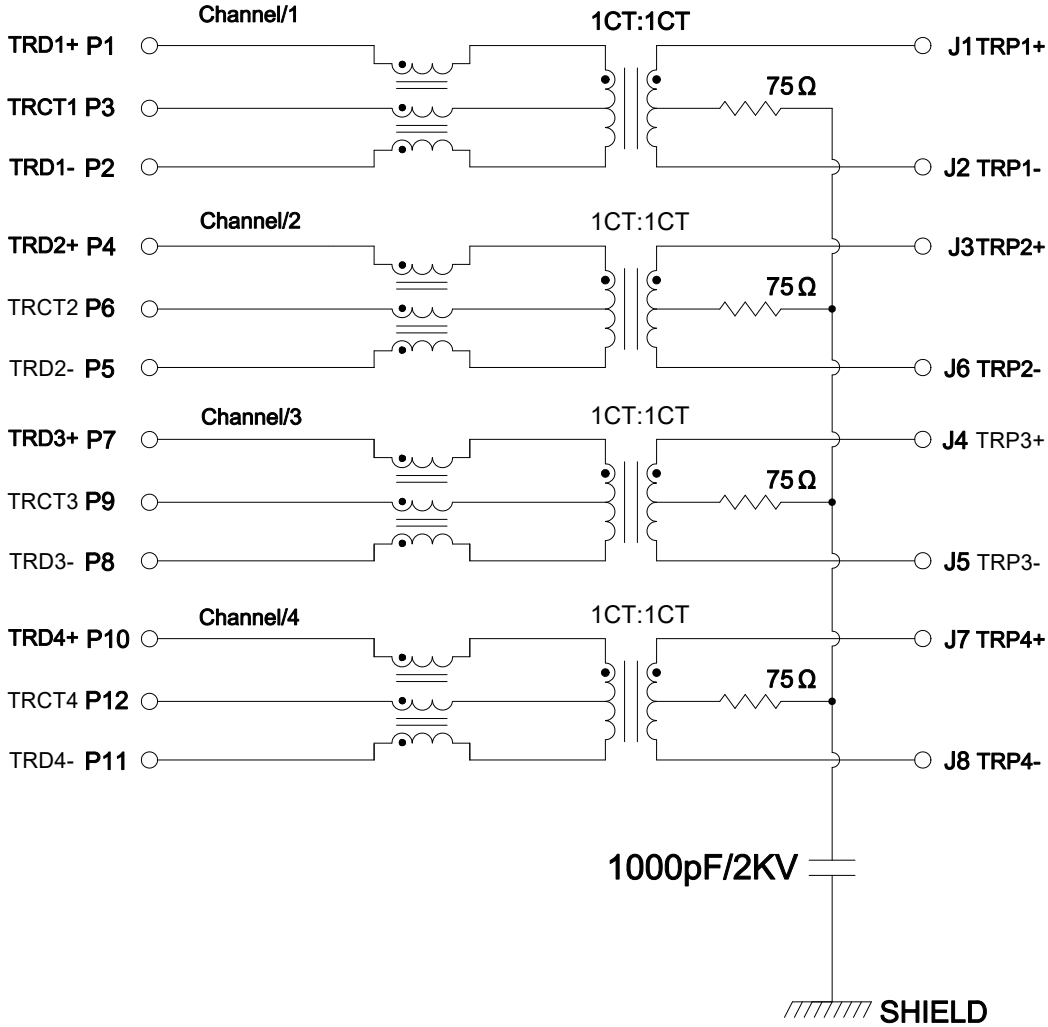 Channel/1
1CT:1CT
TRD1+ P1
J1 TRP1+
75Ω
TRCT1 P3
TRD1- P2
J2 TRP1-
Channel/2
1CT:1CT
TRD2+ P4
J3 TRP2+
75Ω
TRCT2 P6
TRD2- P5
J6 TRP2-
Channel/3
1CT:1CT
TRD3+ P7
J4 TRP3+
75Ω
TRCT3 P9
TRD3- P8
J5 TRP3-
Channel/4
1CT:1CT
TRD4+ P10
J7 TRP4+
75Ω
TRCT4 P12
TRD4- P11
J8 TRP4-
1000pF/2KV
SHIELD